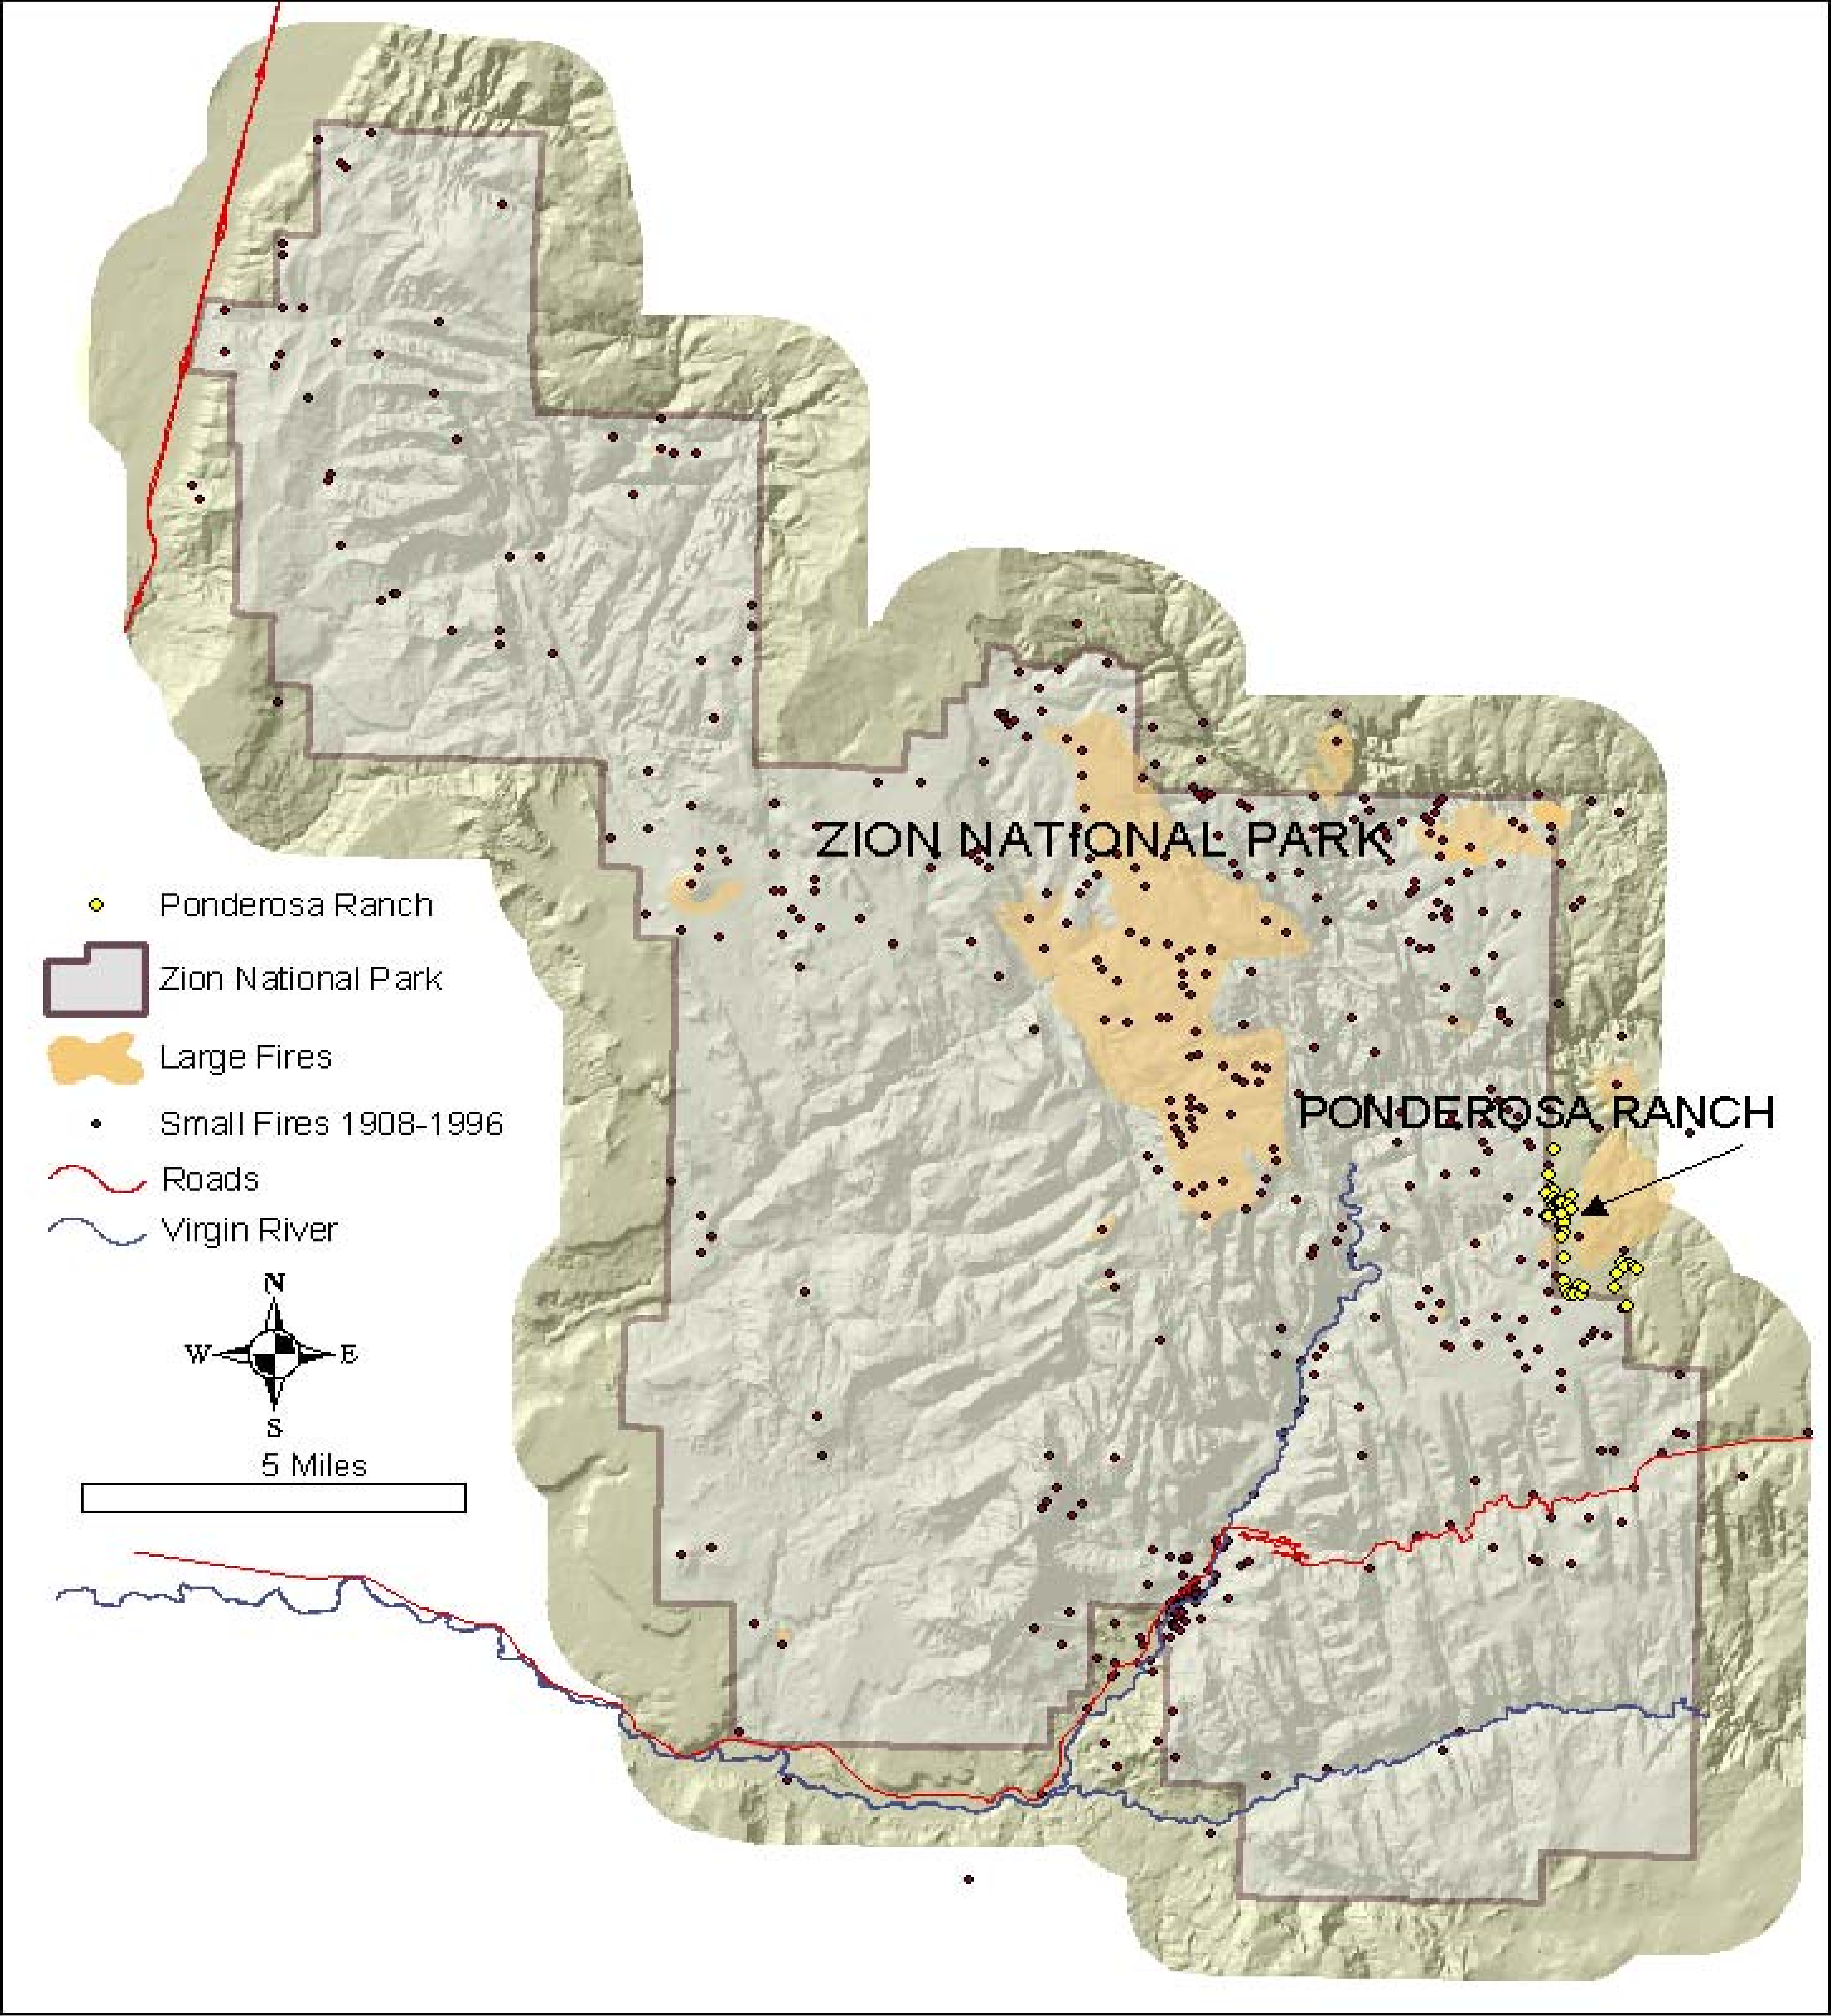 ZION NATIONAL PARK
Ponderosa Ranch
Zion National Park
Large Fires
PONDEROSA RANCH
Small Fires 1908-1996
Roads
Virgin River
N
W E
S
5 Miles